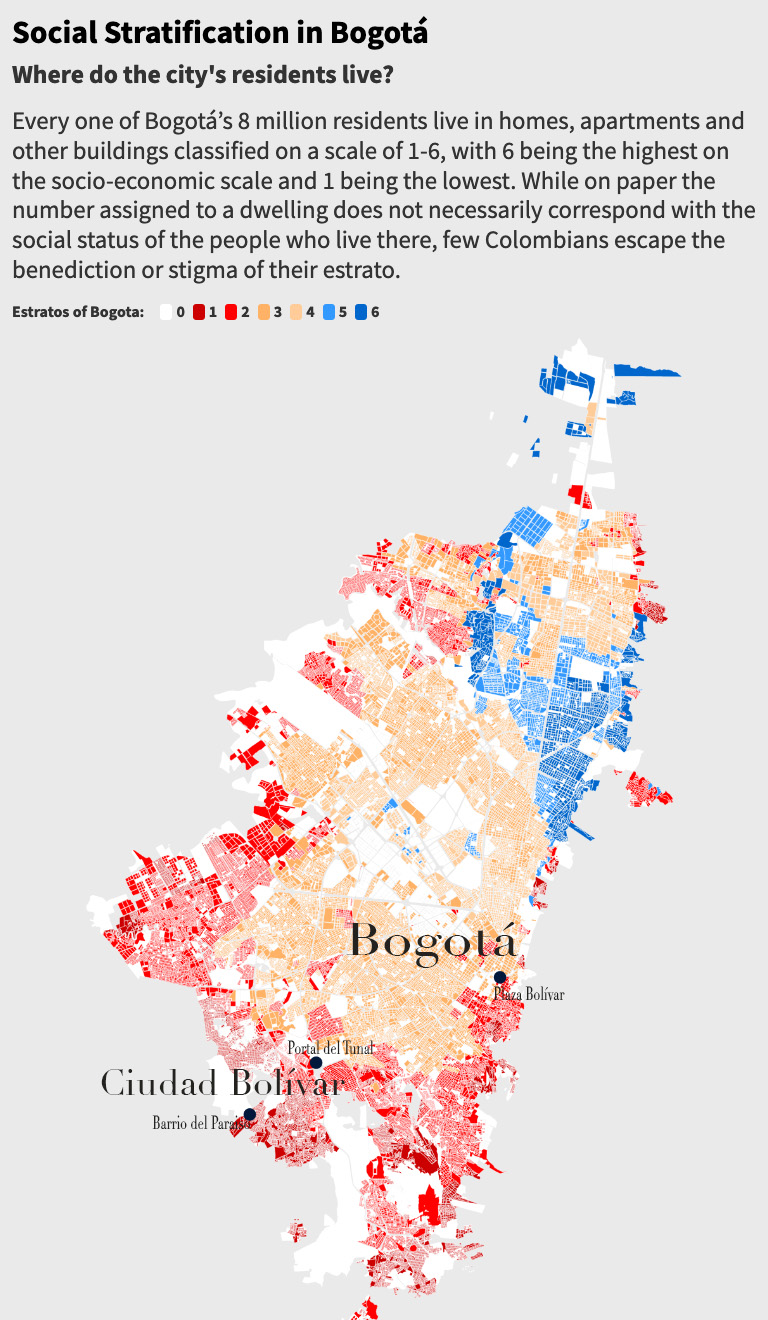 Social Stratification in Bogotá
Where do the city's residents live?
Every one of Bogotá’s 8 million residents live in homes, apartments and
other buildings classified on a scale of 1-6, with 6 being the highest on
the socio-economic scale and 1 being the lowest. While on paper the
number assigned to a dwelling does not necessarily correspond with the
social status of the people who live there, few Colombians escape the
benediction or stigma of their estrato.
Estratos of Bogota: 0 1 2 3 4 5 6
Bogotá
Plaza Bolívar
Portal del Tunal
Ciudad Bolívar
Barrio del Paraíso